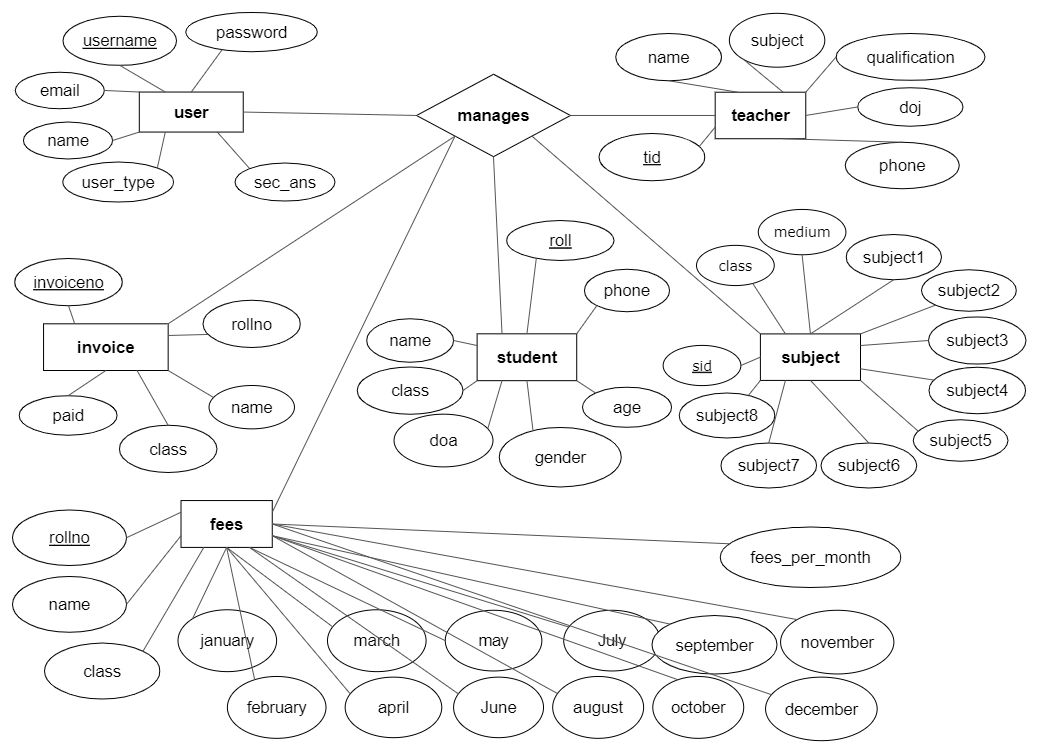 username
password
email
user
name
user_type
sec_ans
manages
name
subject
qualification
teacher
doj
tid
phone
invoiceno
rollno
invoice
paid
name
class
roll
phone
name
student
class
age
doa
gender
medium
class
subject1
subject2
subject3
sid
subject
subject4
subject8
subject5
subject7
subject6
fees
rollno
fees_per_month
name
class
january
march
may
July
september
november
february
april
June
august
october
december